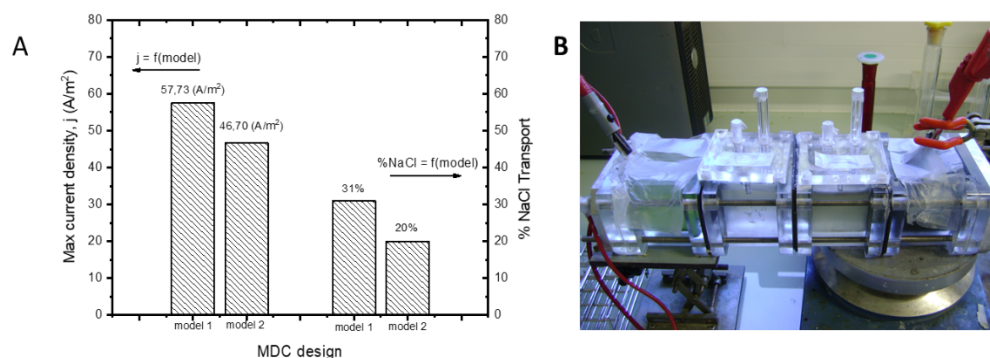 A
B
80
70
60
50
40
30
20
10
0
Max current density, j (A/m²)
j = f(model)
57,73 (A/m²)
46,70 (A/m²)
%NaCl = f(model)
31%
20%
80
70
60
50
40
30
20
10
0
% NaCl Transport
model 1
model 2
model 1
model 2
MDC design